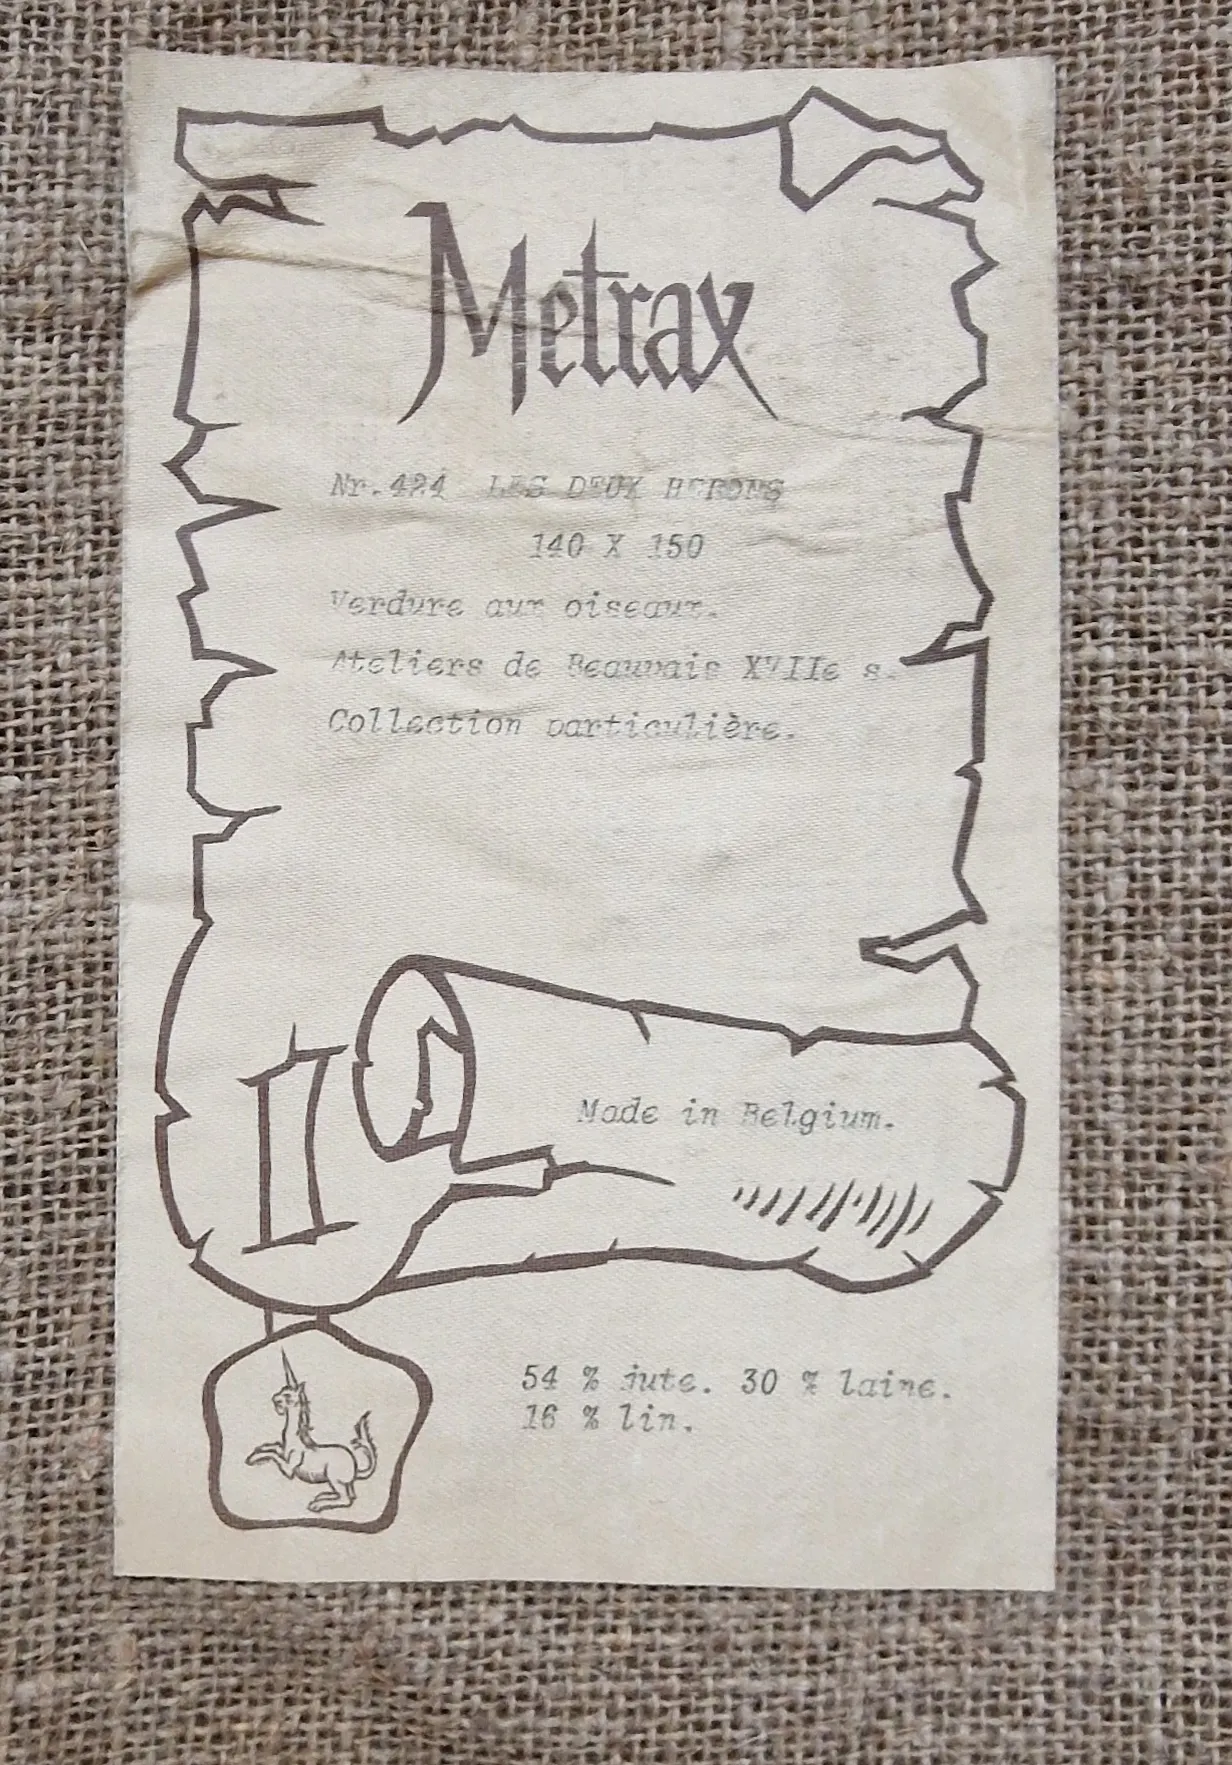 Metrax
Nr. 424 LES DEUX HERONS
140 X 150
Verdure aux oiseaux.
Ateliers de Beauvais XVIIe s.
Collection particulière.
Made in Belgium.
54 % jute. 30 % laine.
16 % lin.